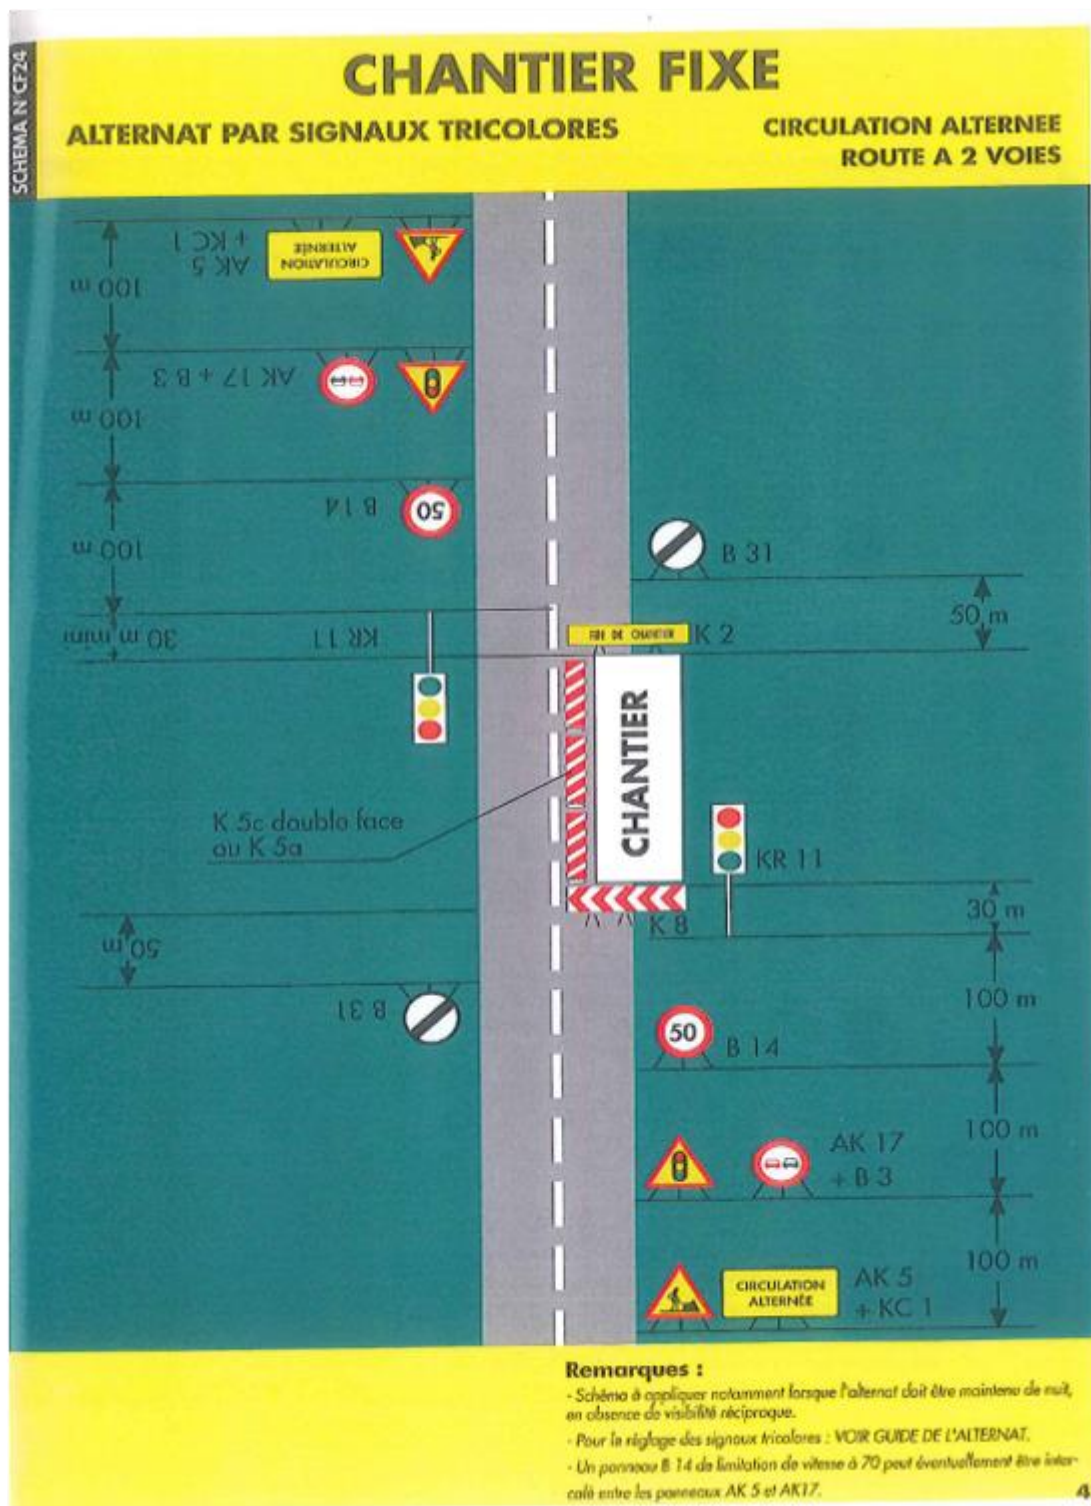 SCHEMA N°CF24
CHANTIER FIXE
ALTERNAT PAR SIGNAUX TRICOLORES
CIRCULATION ALTERNEE
ROUTE A 2 VOIES
100 m
AK 5
+ KC 1
CIRCULATION
ALTERNÉE
100 m
AK 17 + B 3
100 m
B 14
50
B 31
50 m
30 m mini
KR 11
FIN DE CHANTIER
K 2
CHANTIER
K 5c double face
ou K 5a
KR 11
K 8
30 m
50 m
B 31
100 m
50
B 14
100 m
AK 17
+ B 3
100 m
CIRCULATION
ALTERNÉE
AK 5
+ KC 1
Remarques :
- Schéma à appliquer notamment lorsque l'alternat doit être maintenu de nuit,
en absence de visibilité réciproque.
- Pour le réglage des signaux tricolores : VOIR GUIDE DE L'ALTERNAT.
- Un panneau B 14 de limitation de vitesse à 70 peut éventuellement être inter-
calé entre les panneaux AK 5 et AK17.